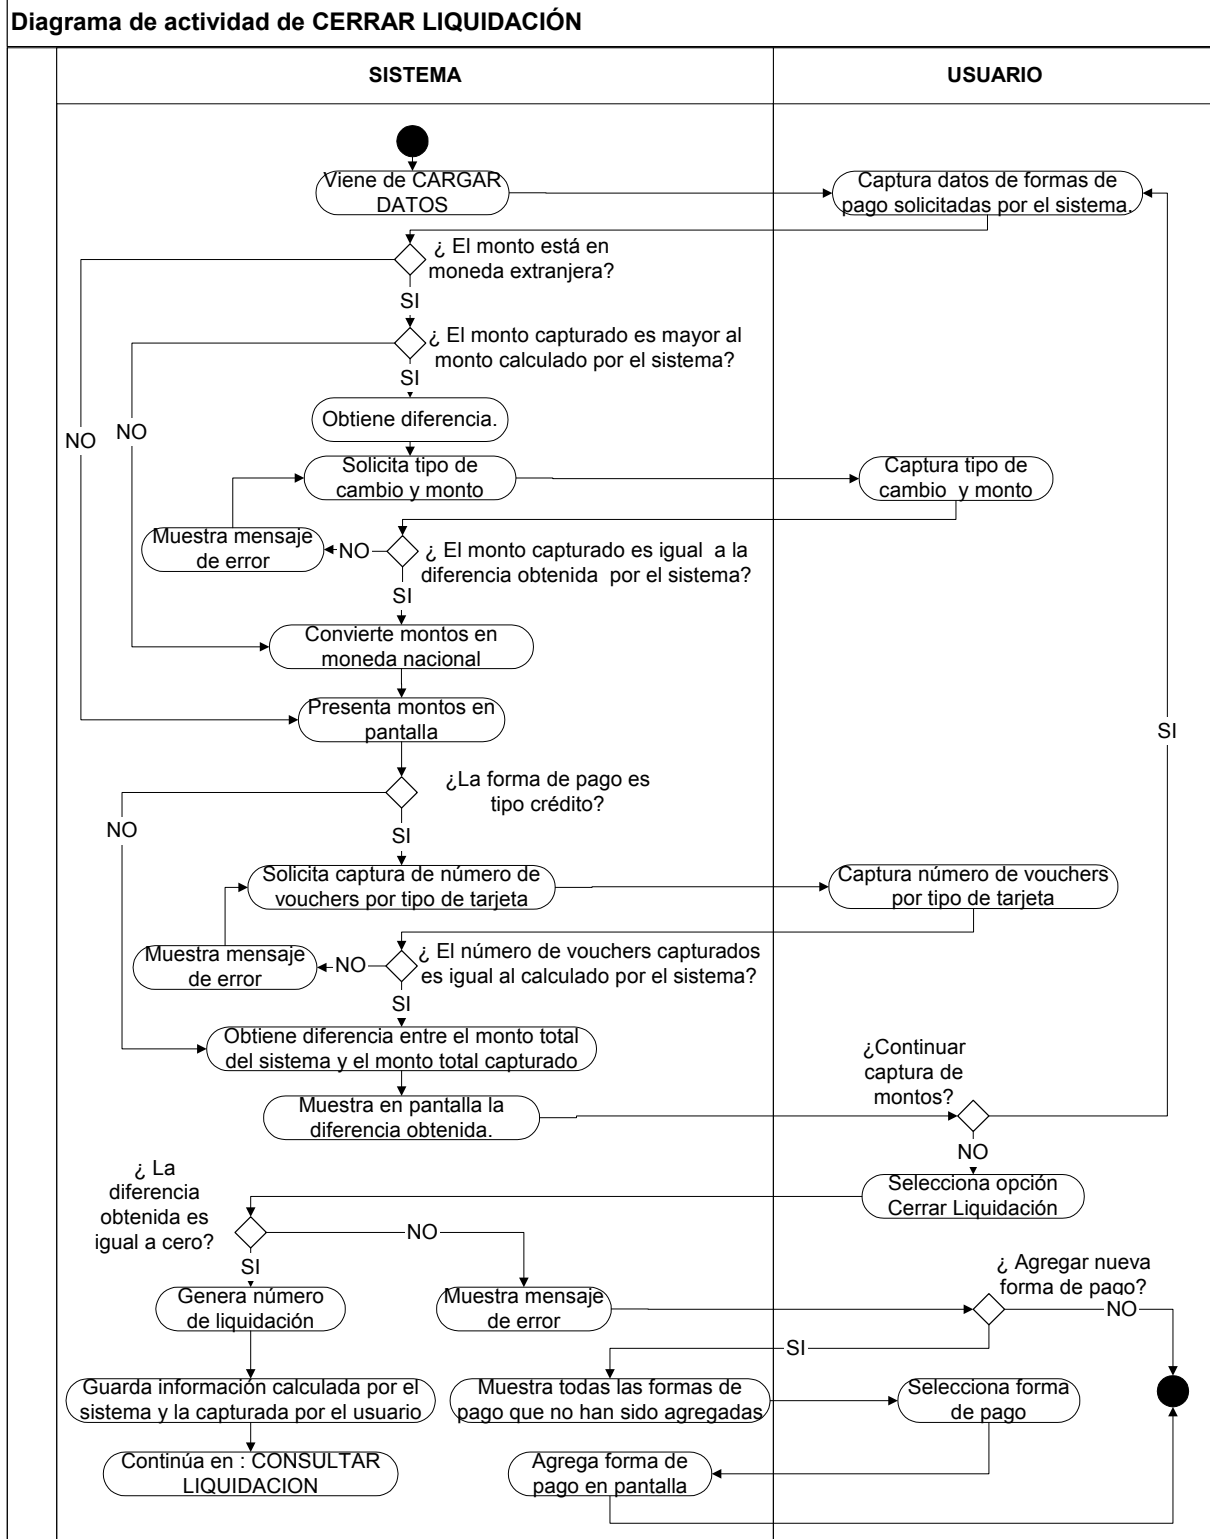 Diagrama de actividad de CERRAR LIQUIDACIÓN
SISTEMA
USUARIO
Viene de CARGAR
DATOS
Captura datos de formas de
pago solicitadas por el sistema.
¿ El monto está en
moneda extranjera?
SI
¿ El monto capturado es mayor al
monto calculado por el sistema?
SI
Obtiene diferencia.
NO
NO
Solicita tipo de
cambio y monto
Captura tipo de
cambio y monto
Muestra mensaje
de error
NO
¿ El monto capturado es igual a la
diferencia obtenida por el sistema?
SI
Convierte montos en
moneda nacional
Presenta montos en
pantalla
SI
¿La forma de pago es
tipo crédito?
NO
SI
Solicita captura de número de
vouchers por tipo de tarjeta
Captura número de vouchers
por tipo de tarjeta
Muestra mensaje
de error
NO
¿ El número de vouchers capturados
es igual al calculado por el sistema?
SI
Obtiene diferencia entre el monto total
del sistema y el monto total capturado
¿Continuar
captura de
montos?
Muestra en pantalla la
diferencia obtenida.
NO
Selecciona opción
Cerrar Liquidación
¿ La
diferencia
obtenida es
igual a cero?
NO
SI
Genera número
de liquidación
Muestra mensaje
de error
¿ Agregar nueva
forma de pago?
NO
SI
Guarda información calculada por el
sistema y la capturada por el usuario
Muestra todas las formas de
pago que no han sido agregadas
Selecciona forma
de pago
Continúa en : CONSULTAR
LIQUIDACION
Agrega forma de
pago en pantalla